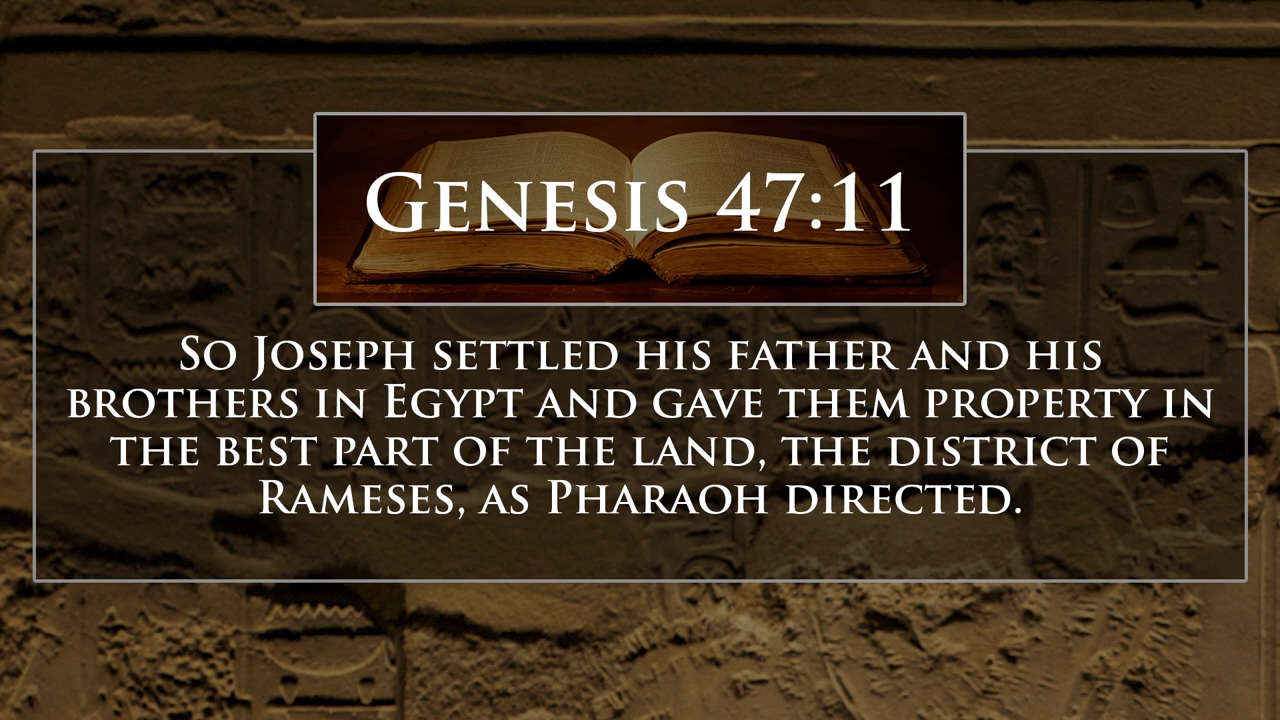 Genesis 47:11
So Joseph settled his father and his
brothers in Egypt and gave them property in
the best part of the land, the district of
Rameses, as Pharaoh directed.